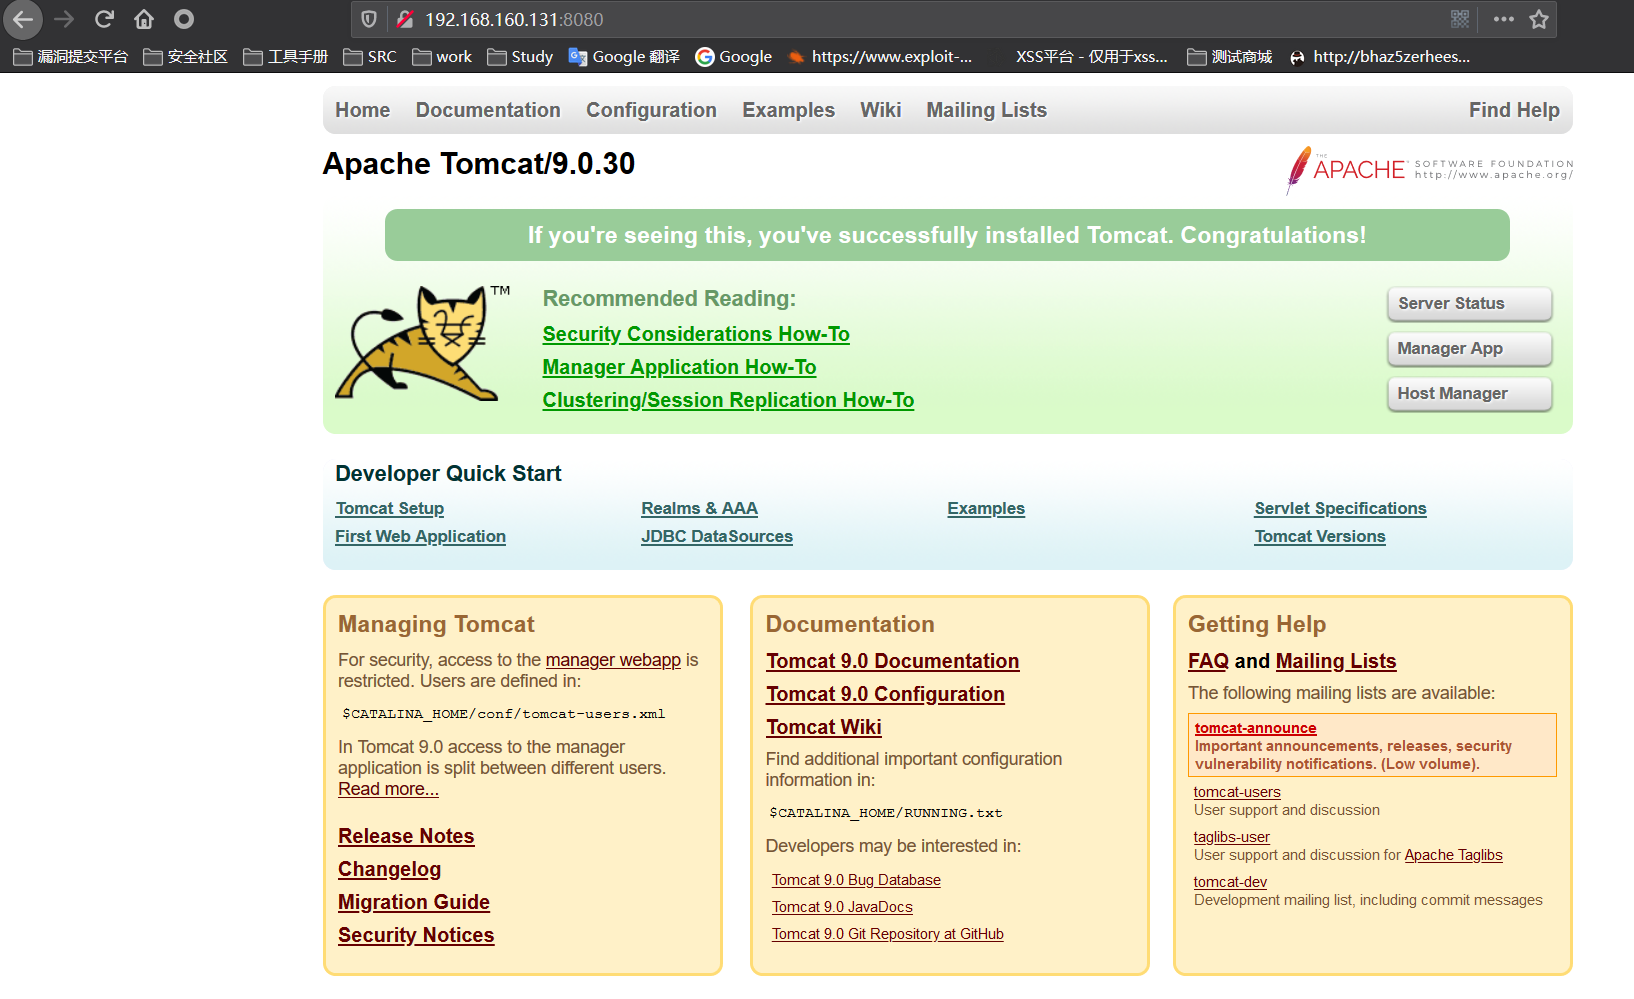 192.168.160.131:8080
漏洞提交平台 安全社区 工具手册 SRC work Study Google 翻译 Google https://www.exploit-... XSS平台 - 仅用于xss... 测试商城 http://bhaz5zerhees...
Home Documentation Configuration Examples Wiki Mailing Lists Find Help
Apache Tomcat/9.0.30
THE APACHE SOFTWARE FOUNDATION
http://www.apache.org/
If you're seeing this, you've successfully installed Tomcat. Congratulations!
TM
Recommended Reading:
Security Considerations How-To
Manager Application How-To
Clustering/Session Replication How-To
Server Status
Manager App
Host Manager
Developer Quick Start
Tomcat Setup
First Web Application
Realms & AAA
JDBC DataSources
Examples
Servlet Specifications
Tomcat Versions
Managing Tomcat
For security, access to the manager webapp is
restricted. Users are defined in:
$CATALINA_HOME/conf/tomcat-users.xml
In Tomcat 9.0 access to the manager
application is split between different users.
Read more...
Release Notes
Changelog
Migration Guide
Security Notices
Documentation
Tomcat 9.0 Documentation
Tomcat 9.0 Configuration
Tomcat Wiki
Find additional important configuration
information in:
$CATALINA_HOME/RUNNING.txt
Developers may be interested in:
Tomcat 9.0 Bug Database
Tomcat 9.0 JavaDocs
Tomcat 9.0 Git Repository at GitHub
Getting Help
FAQ and Mailing Lists
The following mailing lists are available:
tomcat-announce
Important announcements, releases, security
vulnerability notifications. (Low volume).
tomcat-users
User support and discussion
taglibs-user
User support and discussion for Apache Taglibs
tomcat-dev
Development mailing list, including commit messages